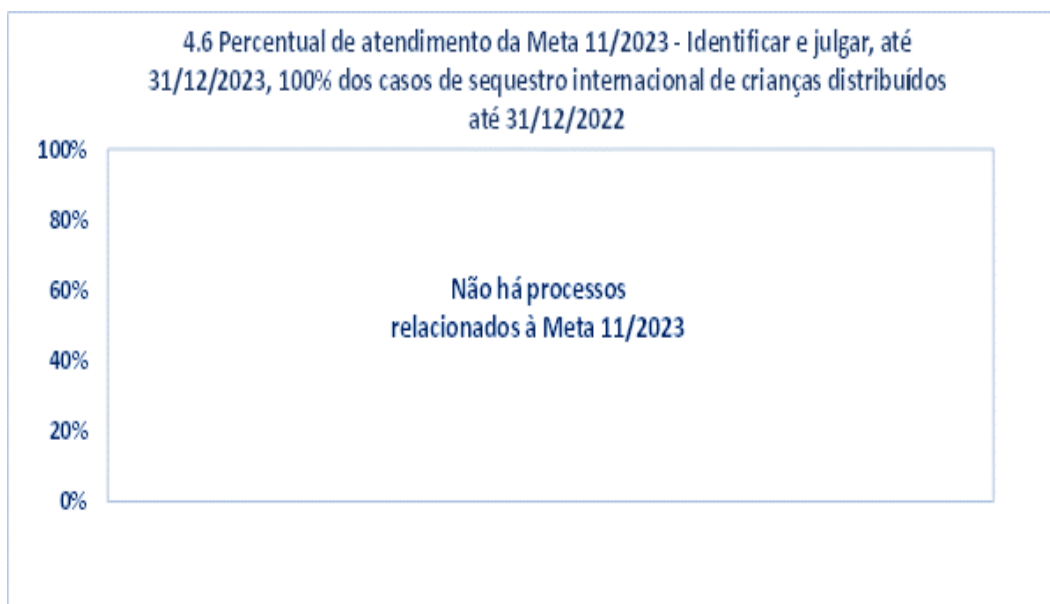 4.6 Percentual de atendimento da Meta 11/2023 - Identificar e julgar, até
31/12/2023, 100% dos casos de sequestro internacional de crianças distribuídos
até 31/12/2022
100%
80%
60%
40%
20%
0%
Não há processos
relacionados à Meta 11/2023